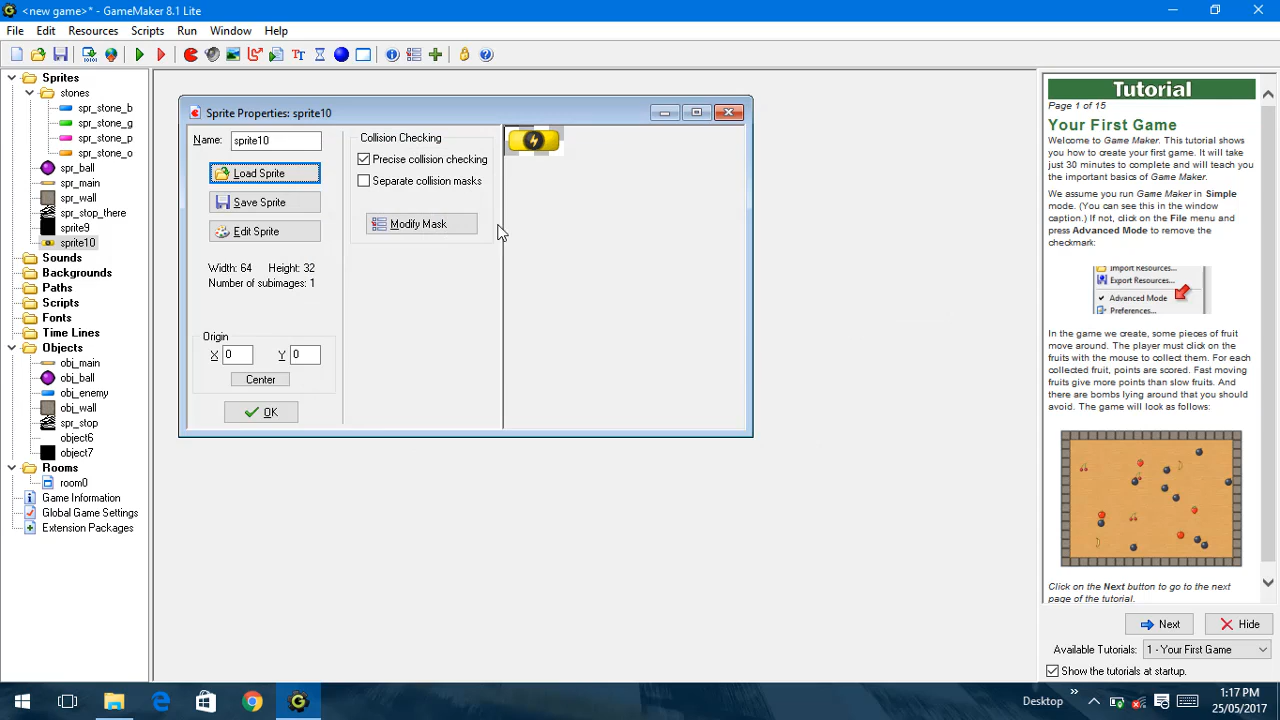 <new game>* - GameMaker 8.1 Lite
File Edit Resources Scripts Run Window Help
Sprites
stones
spr_stone_b
spr_stone_g
spr_stone_p
spr_stone_o
spr_ball
spr_main
spr_wall
spr_stop_there
sprite9
sprite10
Sounds
Backgrounds
Paths
Scripts
Fonts
Time Lines
Objects
obj_main
obj_ball
obj_enemy
obj_wall
spr_stop
object6
object7
Rooms
room0
Game Information
Global Game Settings
Extension Packages
Sprite Properties: sprite10
Name: sprite10
Load Sprite
Save Sprite
Edit Sprite
Width: 64 Height: 32
Number of subimages: 1
Origin
X 0 Y 0
Center
OK
Collision Checking
Precise collision checking
Separate collision masks
Modify Mask
Tutorial
Page 1 of 15
Your First Game
Welcome to Game Maker. This tutorial
shows you how to create your first game. It will take
just 30 minutes to complete and will teach you
the important basics of Game Maker.
We assume you run Game Maker in Simple
mode. (You can see this in the window
caption.) If not, click on the File menu and
press Advanced Mode to remove the
checkmark:
Import Resources...
Export Resources...
Advanced Mode
Preferences...
In the game we create, some pieces of fruit
move around. The player must click on the
fruits with the mouse to collect them. For each
collected fruit, points are scored. Fast moving
fruits give more points than slow fruits. And
there are bombs lying around that you should
avoid. The game will look as follows:
Click on the Next button to go to the next
page of the tutorial.
Next Hide
Available Tutorials: 1 - Your First Game
Show the tutorials at startup.
Desktop
1:17 PM
25/05/2017